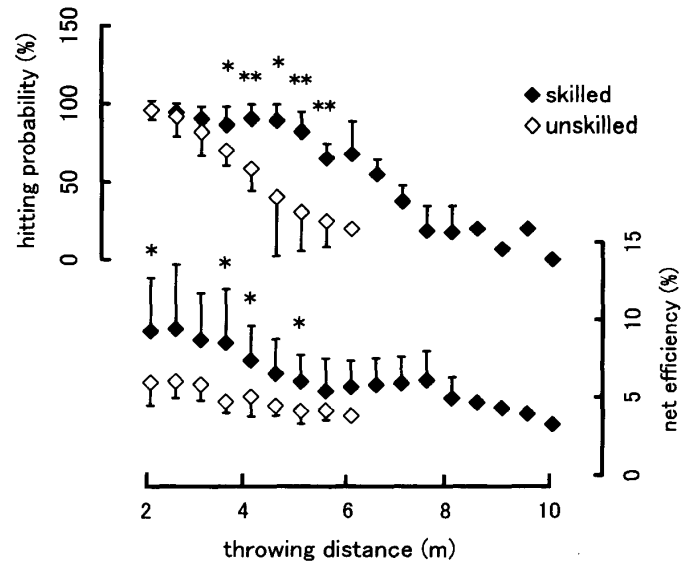 150
100
50
0
hitting probability (%)
* ** * ** **
skilled
unskilled
* * * *
15
10
5
0
net efficiency (%)
2 4 6 8 10
throwing distance (m)